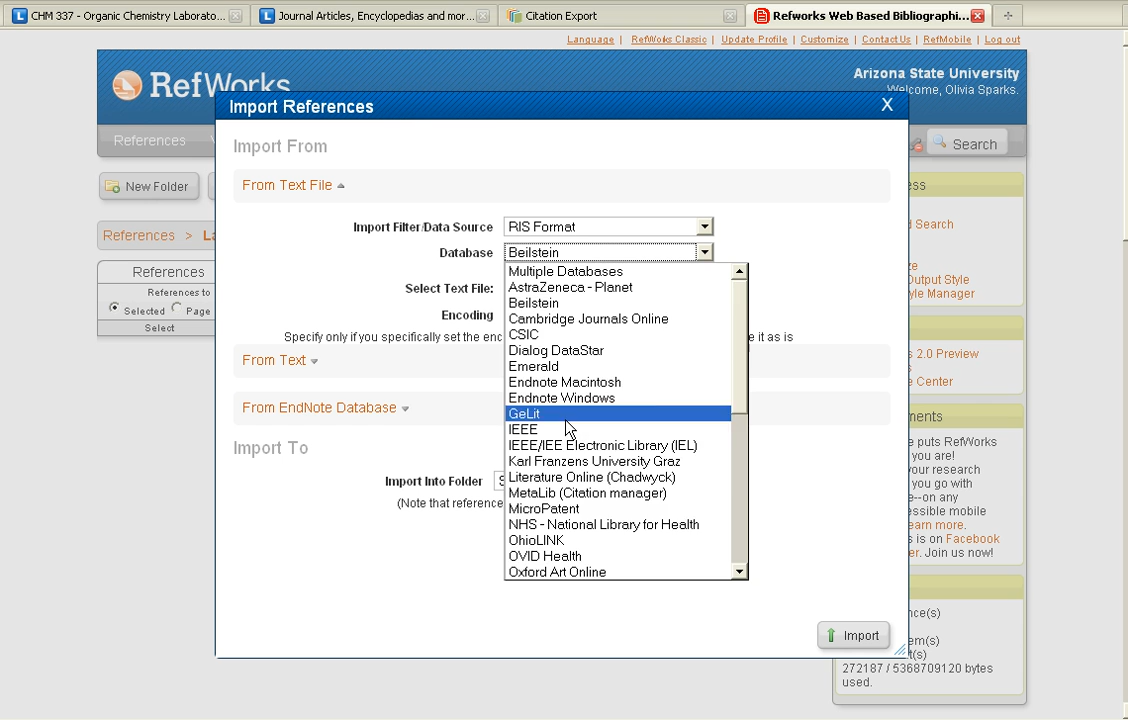 CHM 337 - Organic Chemistry Laborato...
Journal Articles, Encyclopedias and mor...
Citation Export
Refworks Web Based Bibliographi...
Language | RefWorks Classic | Update Profile | Customize | Contact Us | RefMobile | Log out
RefWorks
Arizona State University
Welcome, Olivia Sparks.
Import References
X
References
Search
Import From
New Folder
From Text File
ess
Import Filter/Data Source
RIS Format
d Search
References >
Database
Beilstein
ze
Output Style
yle Manager
References
References to
Selected
Page
Select
Select Text File:
Encoding
Specify only if you specifically set the enc
e it as is
From Text
From EndNote Database
Import To
Import Into Folder
(Note that reference
Multiple Databases
AstraZeneca - Planet
Beilstein
Cambridge Journals Online
CSIC
Dialog DataStar
Emerald
Endnote Macintosh
Endnote Windows
GeLit
IEEE
IEEE/IEE Electronic Library (IEL)
Karl Franzens University Graz
Literature Online (Chadwyck)
MetaLib (Citation manager)
MicroPatent
NHS - National Library for Health
OhioLINK
OVID Health
Oxford Art Online
s 2.0 Preview
s
e Center
ments
e puts RefWorks
you are!
your research
you go with
e--on any
essible mobile
earn more.
s is on Facebook
er. Join us now!
Import
nce(s)
em(s)
t(s)
272187 / 5368709120 bytes
used.